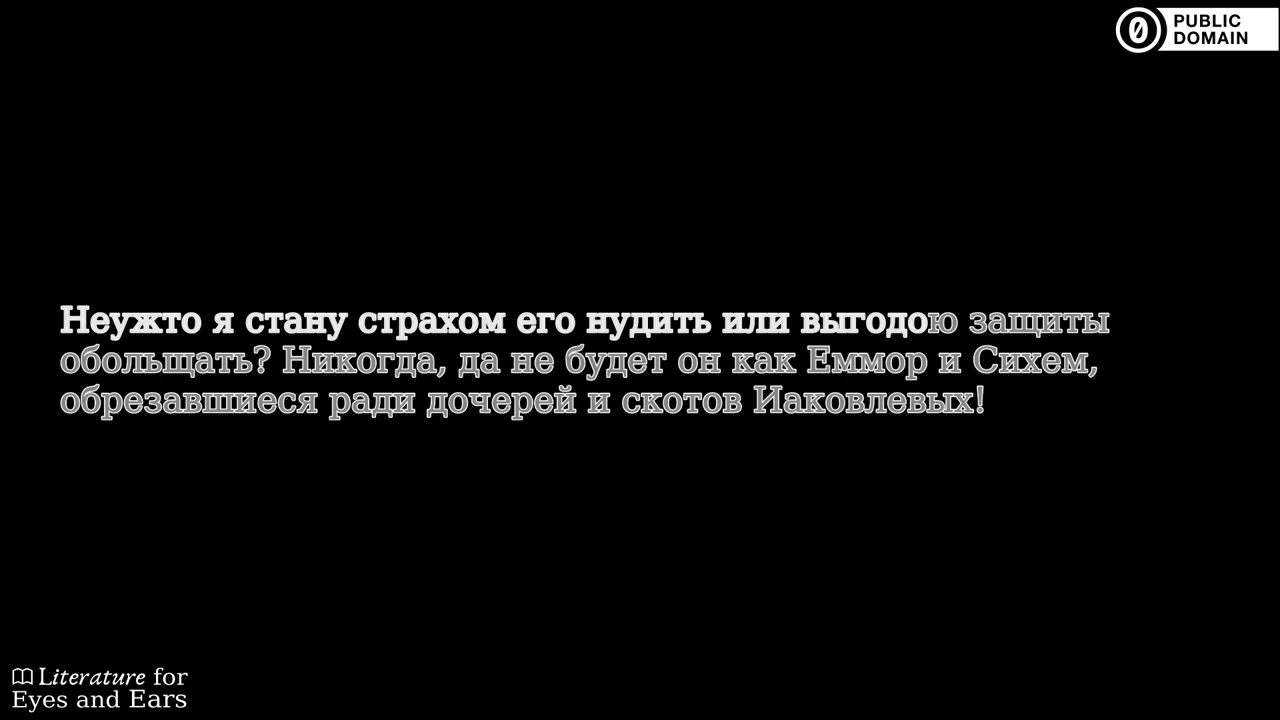 PUBLIC
DOMAIN
Неужто я стану страхом его нудить или выгодою защиты
обольщать? Никогда, да не будет он как Еммор и Сихем,
обрезавшиеся ради дочерей и скотов Иаковлевых!
Literature for
Eyes and Ears